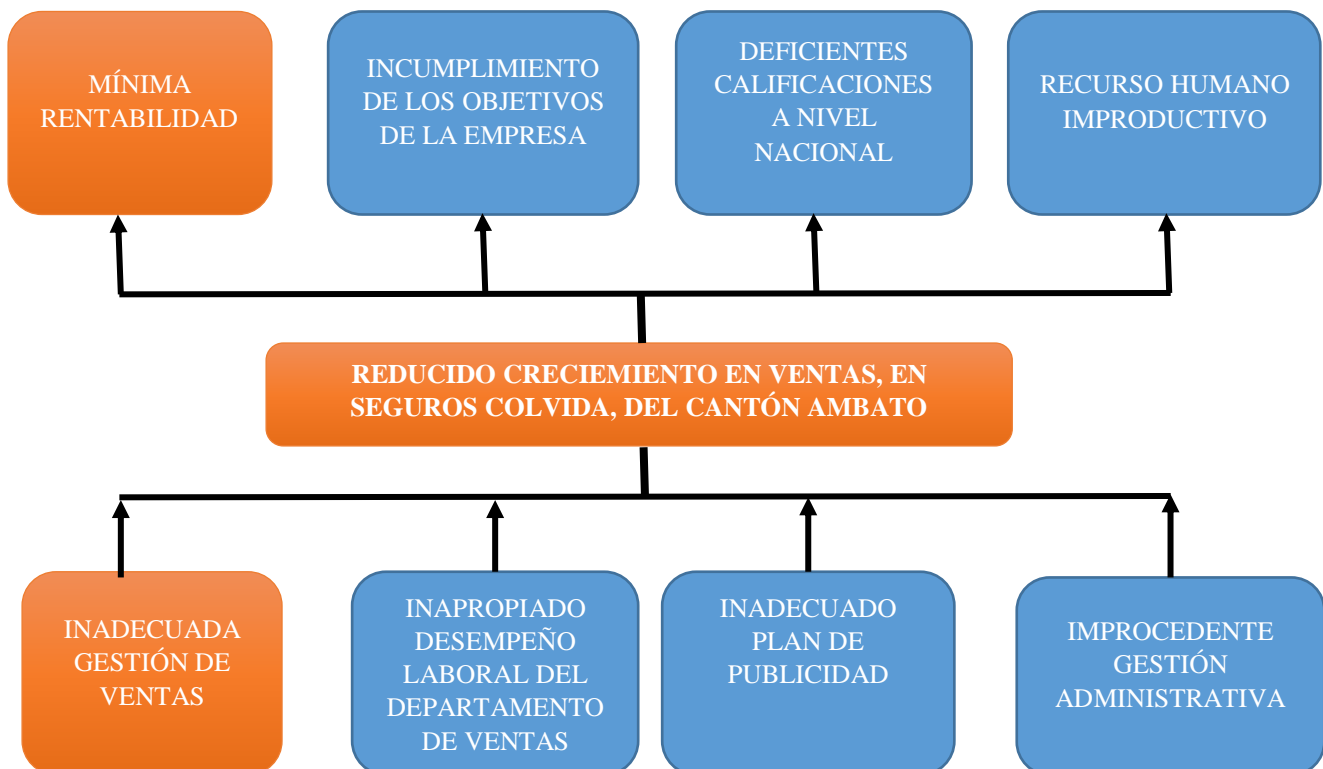 MÍNIMA
RENTABILIDAD
INCUMPLIMIENTO
DE LOS OBJETIVOS
DE LA EMPRESA
DEFICIENTES
CALIFICACIONES
A NIVEL
NACIONAL
RECURSO HUMANO
IMPRODUCTIVO
REDUCIDO CRECIEMIENTO EN VENTAS, EN
SEGUROS COLVIDA, DEL CANTÓN AMBATO
INADECUADA
GESTIÓN DE
VENTAS
INAPROPIADO
DESEMPEÑO
LABORAL DEL
DEPARTAMENTO
DE VENTAS
INADECUADO
PLAN DE
PUBLICIDAD
IMPROCEDENTE
GESTIÓN
ADMINISTRATIVA